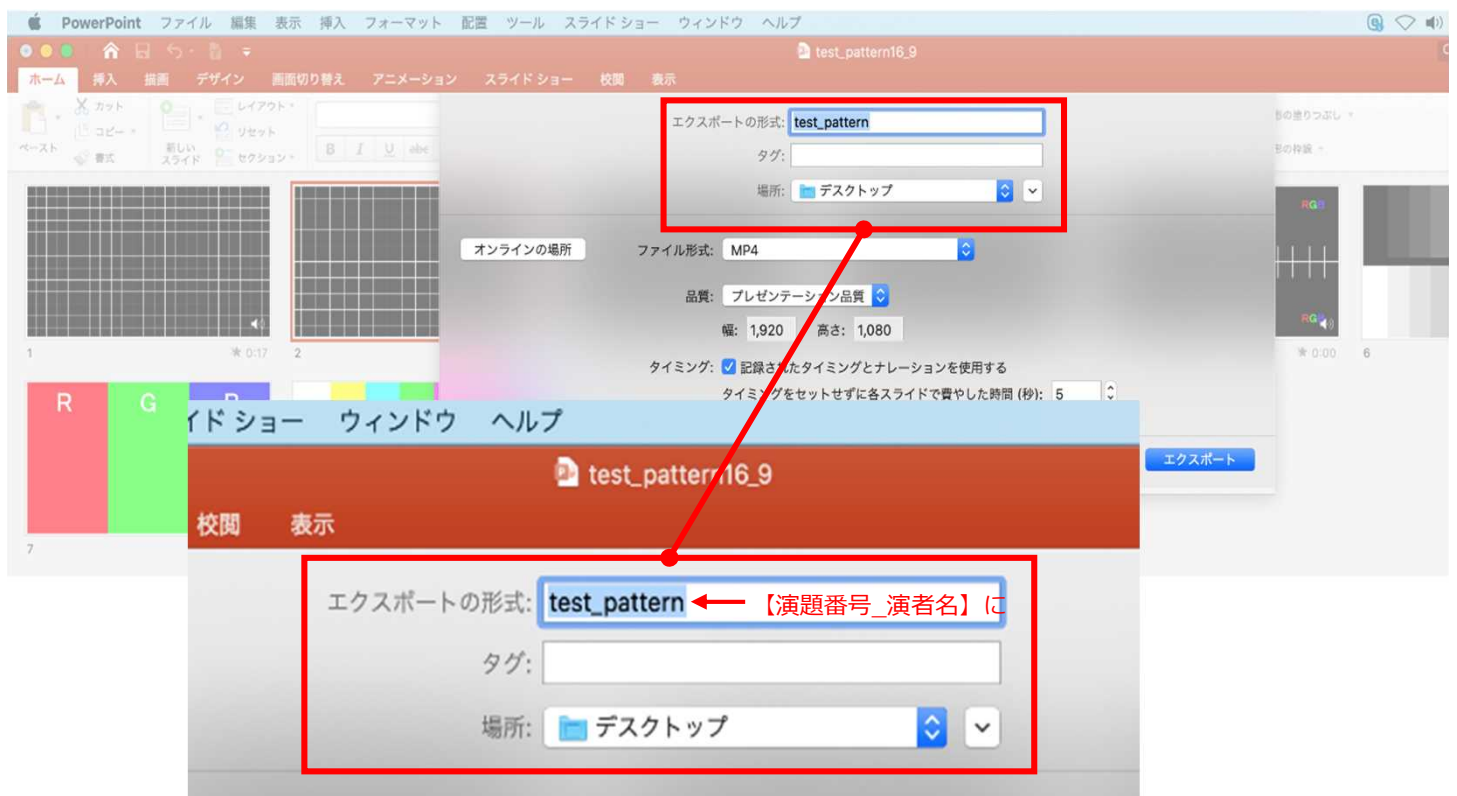 PowerPoint ファイル 編集 表示 挿入 フォーマット 配置 ツール スライド ショー ウィンドウ ヘルプ
test_pattern16_9
ホーム 挿入 描画 デザイン 画面切り替え アニメーション スライド ショー 校閲 表示
ペースト
カット
コピー
書式
新しい
スライド
レイアウト
リセット
セクション
B I U abc
エクスポートの形式: test_pattern
タグ:
場所: デスクトップ
形の塗りつぶし
形の枠線
オンラインの場所
ファイル形式: MP4
品質: プレゼンテーション品質
幅: 1,920 高さ: 1,080
タイミング: 記録されたタイミングとナレーションを使用する
タイミングをセットせずに各スライドで費やした時間 (秒): 5
エクスポート
1 0:17 2
RGB
RGB
0:00 6
R G B
7
イド ショー ウィンドウ ヘルプ
test_pattern16_9
校閲 表示
エクスポートの形式: test_pattern 【演題番号_演者名】に
タグ:
場所: デスクトップ